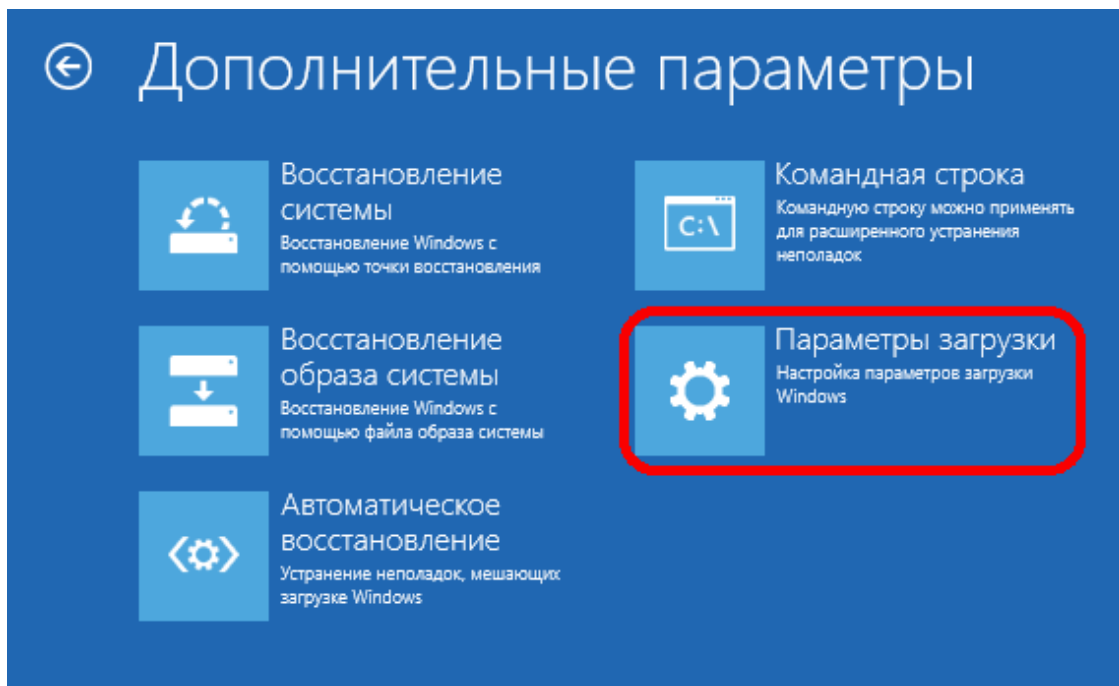 Дополнительные параметры
Восстановление
системы
Восстановление Windows с
помощью точки восстановления
Восстановление
образа системы
Восстановление Windows с
помощью файла образа системы
Автоматическое
восстановление
Устранение неполадок, мешающих
загрузке Windows
C:\
Командная строка
Командную строку можно применять
для расширенного устранения
неполадок
Параметры загрузки
Настройка параметров загрузки
Windows